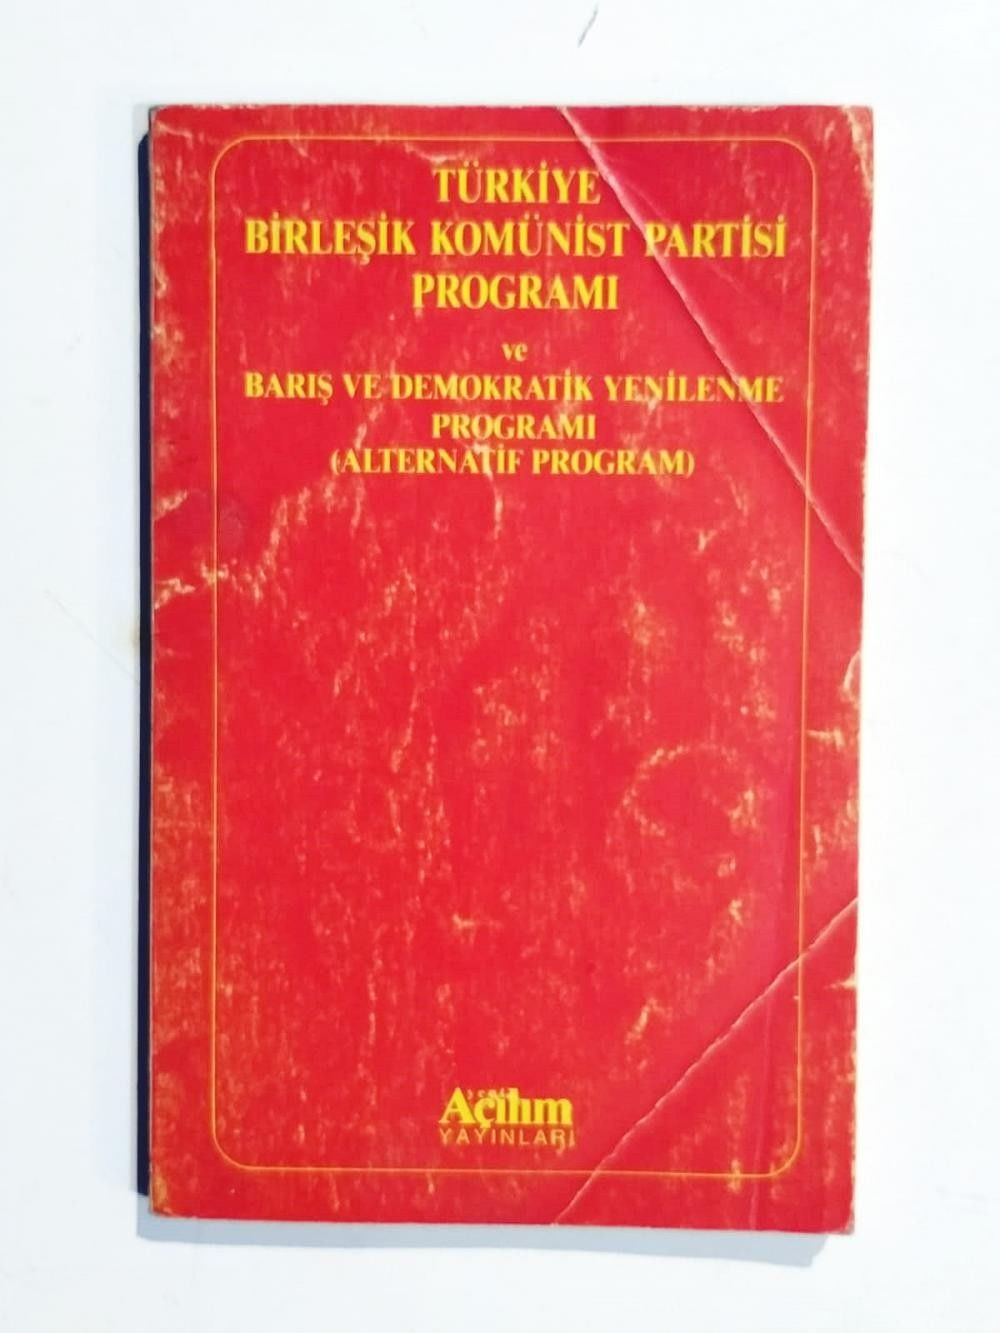 TÜRKİYE
BİRLEŞİK KOMÜNİST PARTİSİ
PROGRAMI
ve
BARIŞ VE DEMOKRATİK YENİLENME
PROGRAMI
(ALTERNATİF PROGRAM)
yeni
Açılım
YAYINLARI